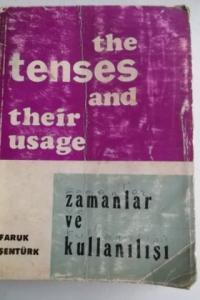 the
tenses
and
their
usage
zamanlar
ve
kullanılışı
FARUK
ŞENTÜRK